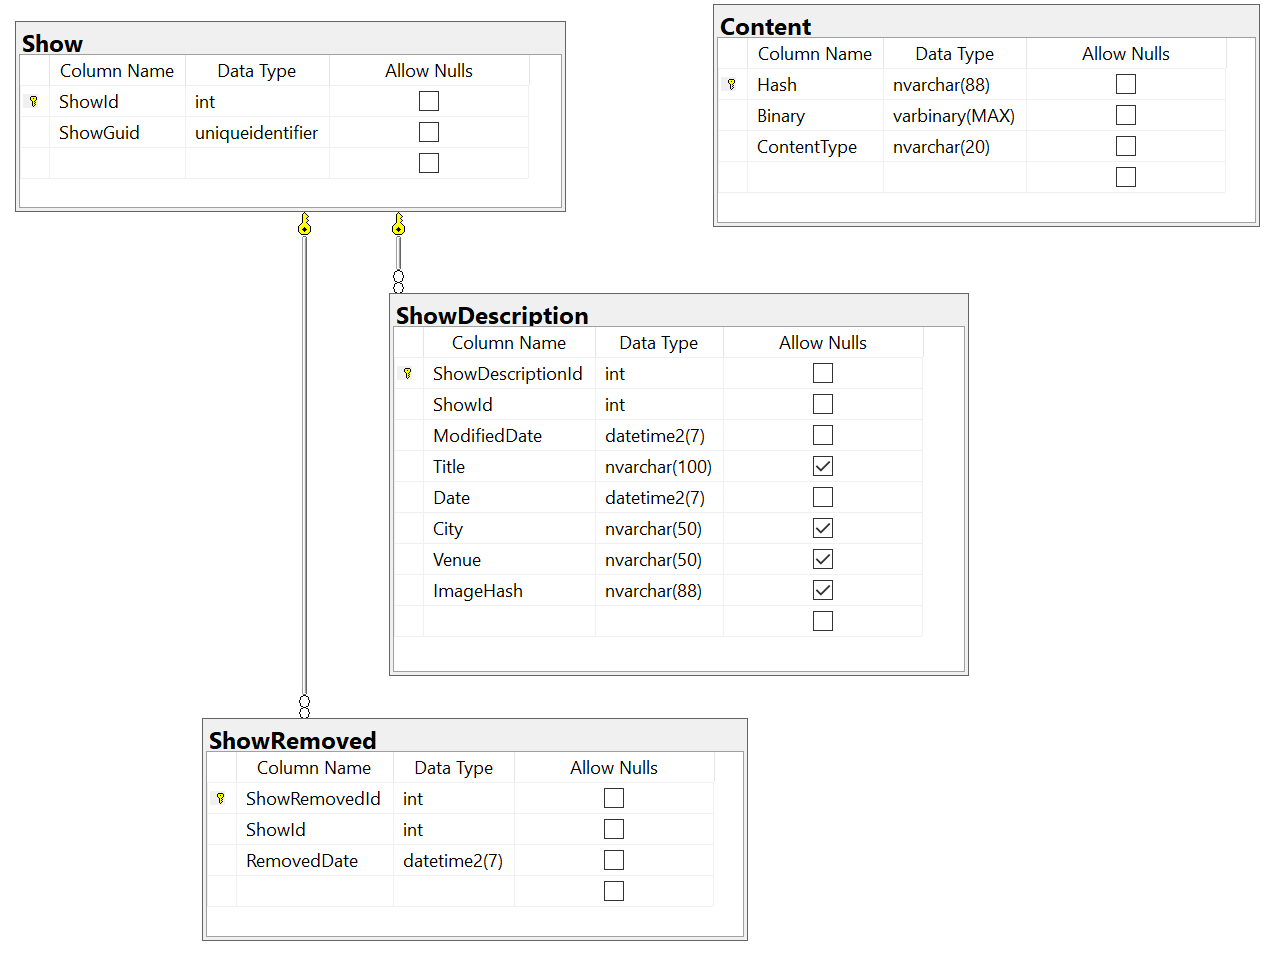 Show
Column Name Data Type Allow Nulls
ShowId int
ShowGuid uniqueidentifier
Content
Column Name Data Type Allow Nulls
Hash nvarchar(88)
Binary varbinary(MAX)
ContentType nvarchar(20)
ShowDescription
Column Name Data Type Allow Nulls
ShowDescriptionId int
ShowId int
ModifiedDate datetime2(7)
Title nvarchar(100)
Date datetime2(7)
City nvarchar(50)
Venue nvarchar(50)
ImageHash nvarchar(88)
ShowRemoved
Column Name Data Type Allow Nulls
ShowRemovedId int
ShowId int
RemovedDate datetime2(7)